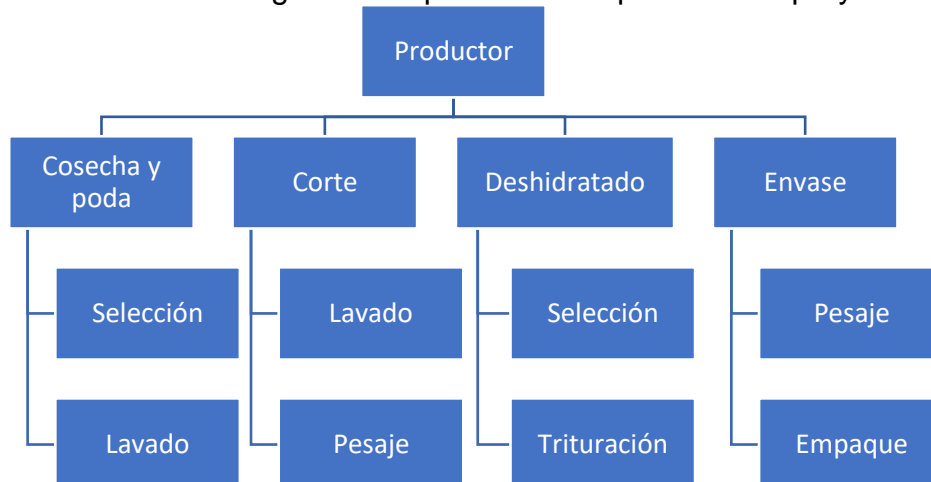 Productor
Cosecha y
poda
Corte
Deshidratado
Envase
Selección
Lavado
Selección
Pesaje
Lavado
Pesaje
Trituración
Empaque